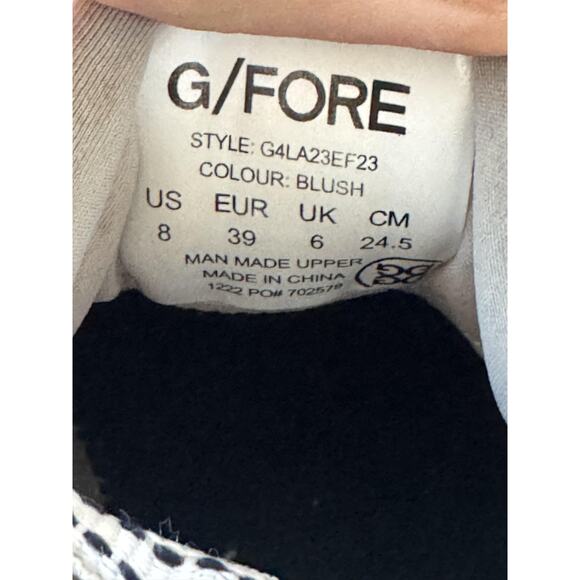 G/FORE
STYLE: G4LA23EF23
COLOUR: BLUSH
US EUR UK CM
8 39 6 24.5
MAN MADE UPPER
MADE IN CHINA
1222 PO# 702579